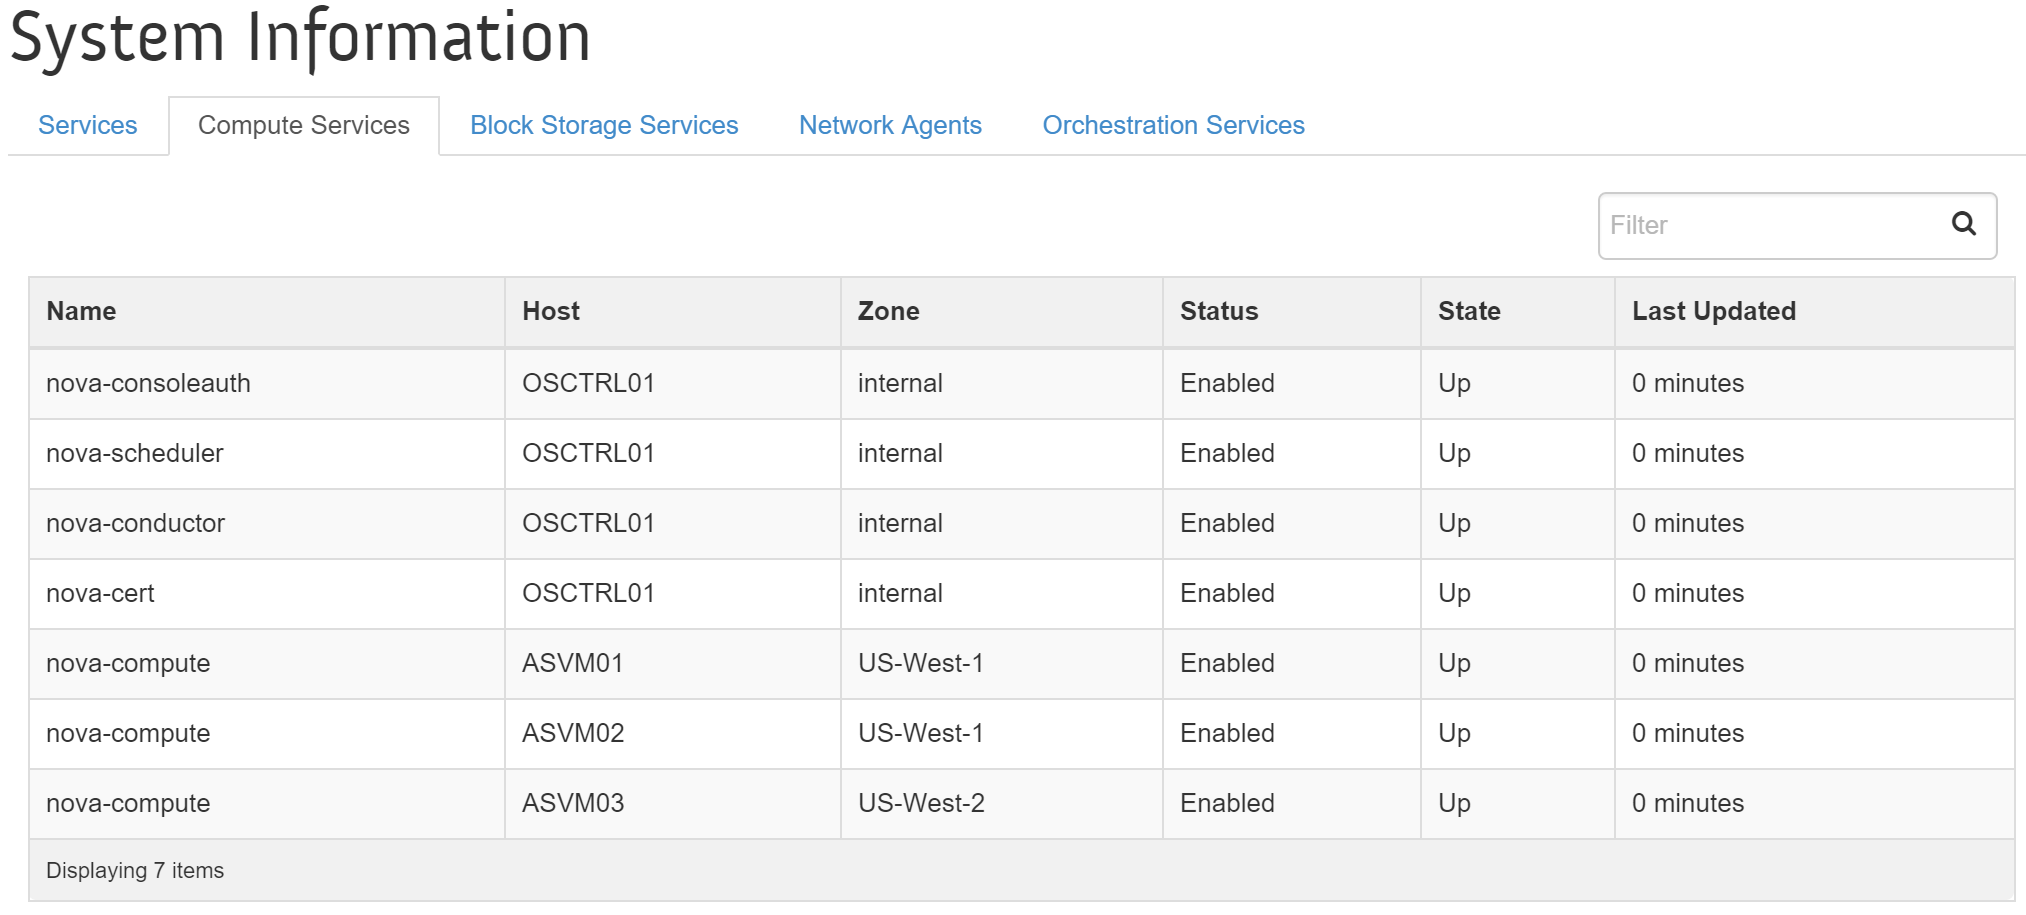 System Information
Services Compute Services Block Storage Services Network Agents Orchestration Services
Filter
Name Host Zone Status State Last Updated
nova-consoleauth OSCTRL01 internal Enabled Up 0 minutes
nova-scheduler OSCTRL01 internal Enabled Up 0 minutes
nova-conductor OSCTRL01 internal Enabled Up 0 minutes
nova-cert OSCTRL01 internal Enabled Up 0 minutes
nova-compute ASVM01 US-West-1 Enabled Up 0 minutes
nova-compute ASVM02 US-West-1 Enabled Up 0 minutes
nova-compute ASVM03 US-West-2 Enabled Up 0 minutes
Displaying 7 items